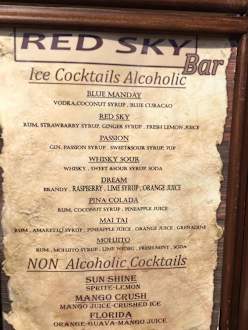 RED SKY
Bar
Ice Cocktails Alcoholic
BLUE MANDAY
VODKA,COCONUT SYRUP , BLUE CURACAO
RED SKY
RUM, STRAWBARRY SYRUP, GINGER SYRUP , FRESH LEMON JUICE
PASSION
GIN, PASSION SYRUP , SWEET&SOUR SYRUP, 7UP
WHISKY SOUR
WHISKY , SWEET &SOUR SYRUP, SODA
DREAM
BRANDY , RASPBERRY , LIME SYRUP , ORANGE JUICE
PINA COLADA
RUM, COCONUT SYRUP , PINEAPPLE JUICE
MAI TAI
RUM , AMARETTO SYRUP , PINEAPPLE JUICE , ORANGE JUICE , GRENADINE
MOJIUTO
RUM , MOJIUTO SYRUP , LIME , FRESH MINT , SODA
NON Alcoholic Cocktails
SUN SHINE
SPRITE-LEMON
MANGO CRUSH
MANGO JUICE-CRUSHED ICE
FLORIDA
ORANGE-GUAVA-MANGO JUICE